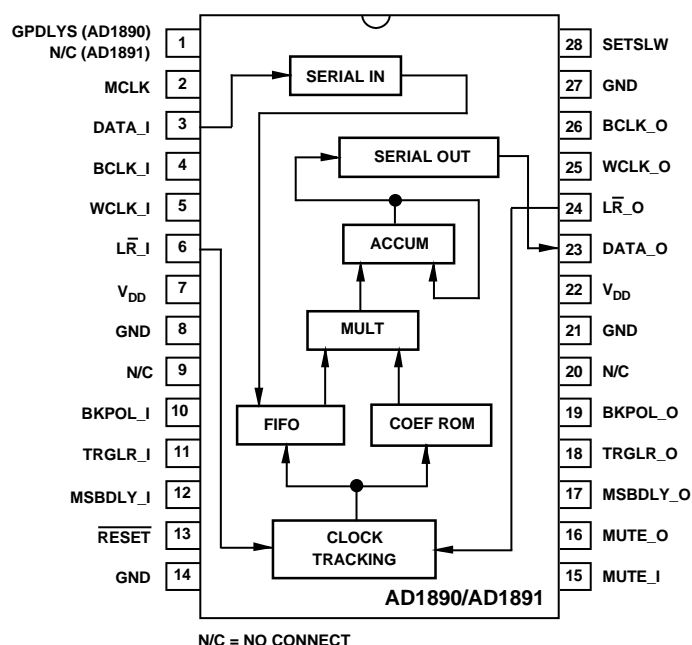 GPDLYS (AD1890)
N/C (AD1891)
1
MCLK
2
DATA_I
3
BCLK_I
4
WCLK_I
5
LR̅_I
6
V_DD
7
GND
8
N/C
9
BKPOL_I
10
TRGLR_I
11
MSBDLY_I
12
R̅E̅S̅E̅T̅
13
GND
14
SERIAL IN
SERIAL OUT
ACCUM
MULT
FIFO
COEF ROM
CLOCK
TRACKING
AD1890/AD1891
28 SETSLW
27 GND
26 BCLK_O
25 WCLK_O
24 LR̅_O
23 DATA_O
22 V_DD
21 GND
20 N/C
19 BKPOL_O
18 TRGLR_O
17 MSBDLY_O
16 MUTE_O
15 MUTE_I
N/C = NO CONNECT